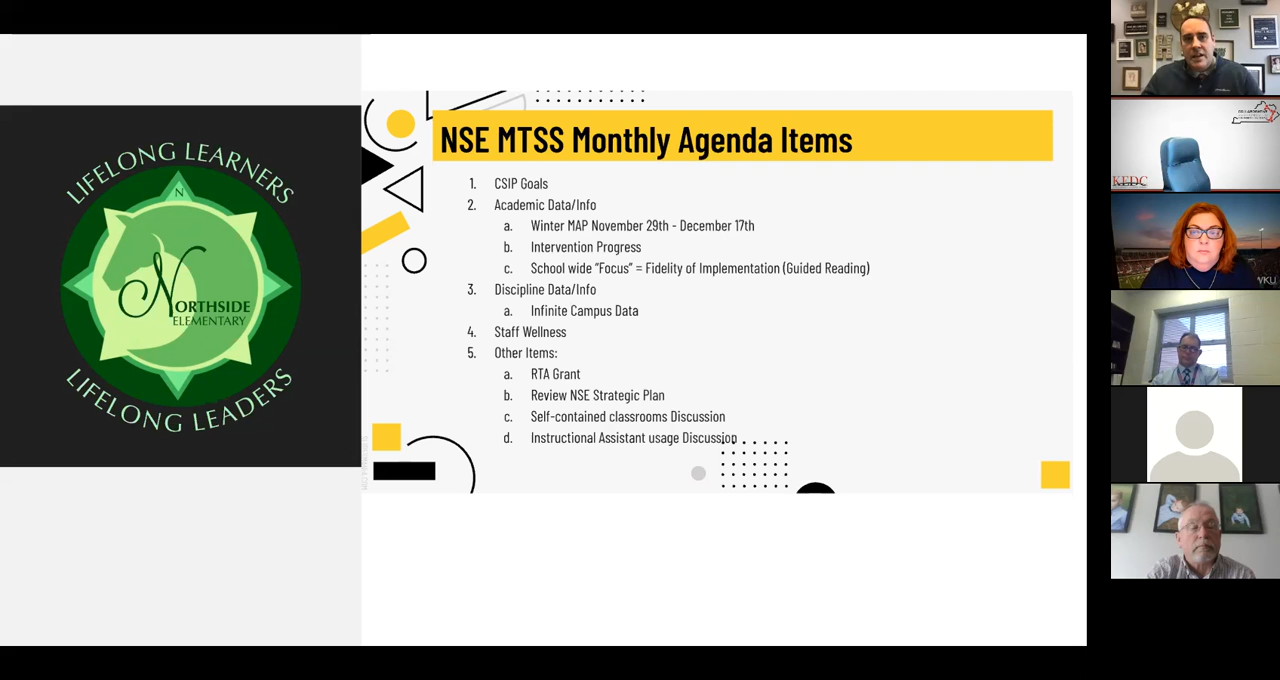 LIFELONG LEARNERS
N
NORTHSIDE
ELEMENTARY
LIFELONG LEADERS
NSE MTSS Monthly Agenda Items
1. CSIP Goals
2. Academic Data/Info
a. Winter MAP November 29th - December 17th
b. Intervention Progress
c. School wide “Focus” = Fidelity of Implementation (Guided Reading)
3. Discipline Data/Info
a. Infinite Campus Data
4. Staff Wellness
5. Other Items:
a. RTA Grant
b. Review NSE Strategic Plan
c. Self-contained classrooms Discussion
d. Instructional Assistant usage Discussion
KEDC
WKU